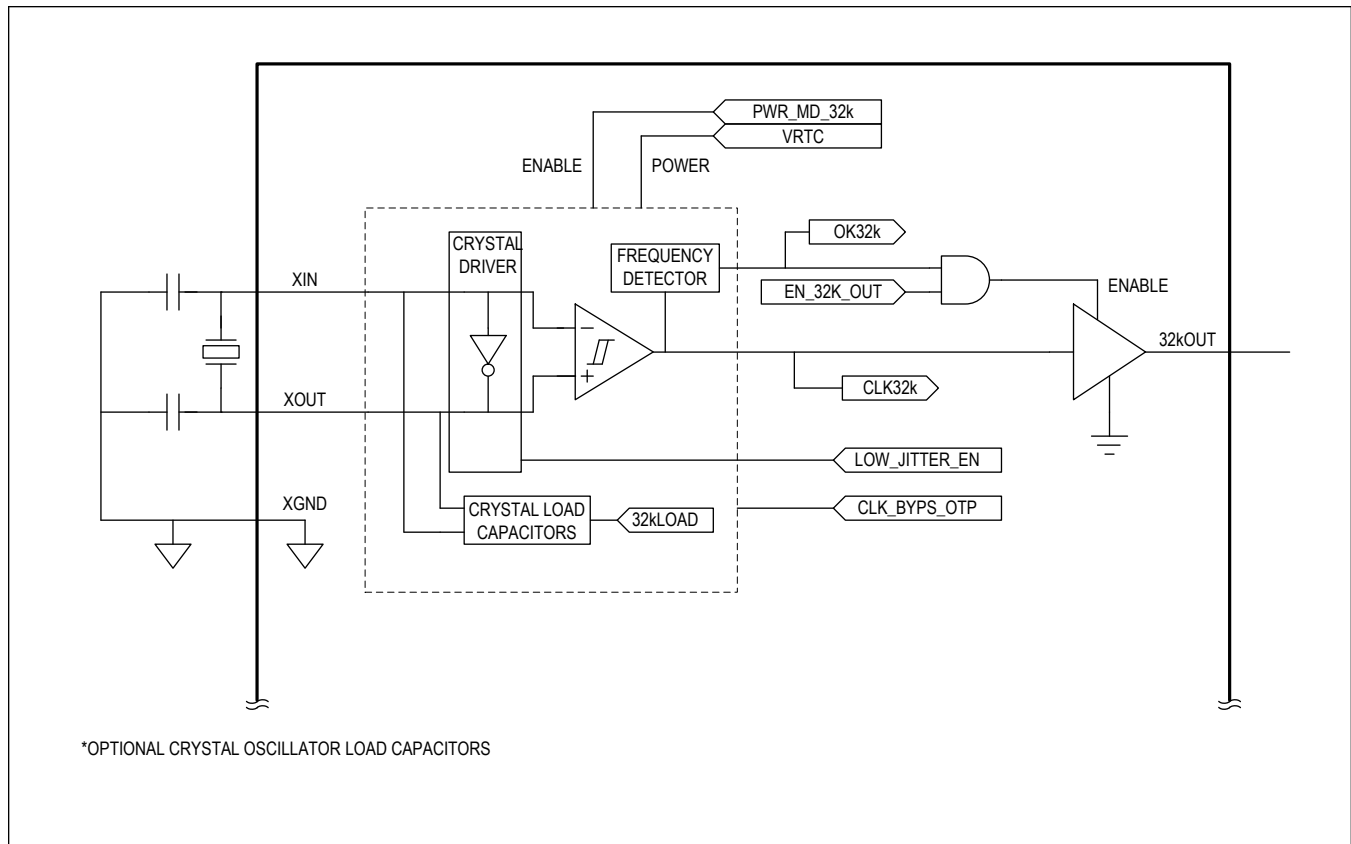 PWR_MD_32k
VRTC
ENABLE
POWER
OK32k
CRYSTAL
DRIVER
FREQUENCY
DETECTOR
XIN
EN_32K_OUT
ENABLE
32kOUT
CLK32k
XOUT
LOW_JITTER_EN
XGND
CRYSTAL LOAD
CAPACITORS
32kLOAD
CLK_BYPS_OTP
*OPTIONAL CRYSTAL OSCILLATOR LOAD CAPACITORS